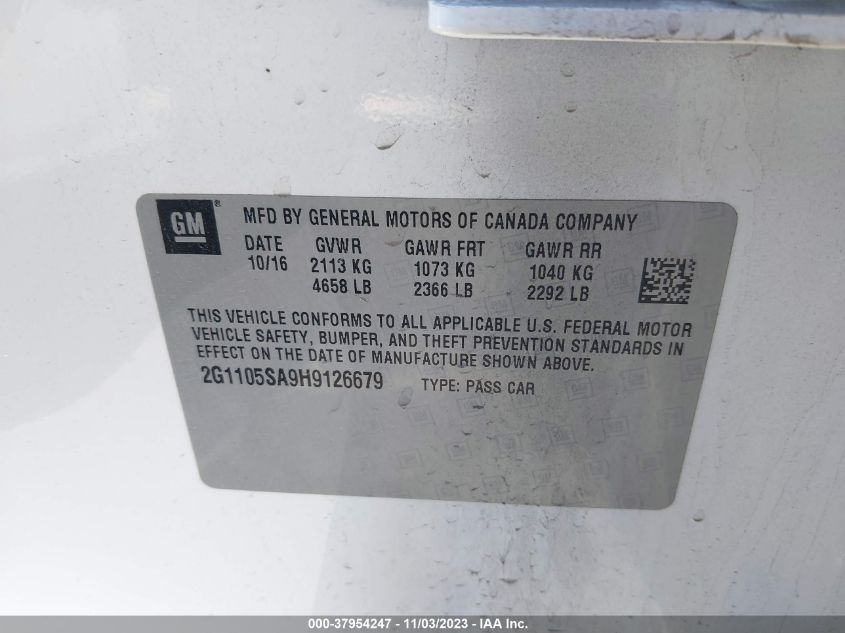 GM ®
MFD BY GENERAL MOTORS OF CANADA COMPANY
DATE GVWR GAWR FRT GAWR RR
10/16 2113 KG 1073 KG 1040 KG
4658 LB 2366 LB 2292 LB
THIS VEHICLE CONFORMS TO ALL APPLICABLE U.S. FEDERAL MOTOR
VEHICLE SAFETY, BUMPER, AND THEFT PREVENTION STANDARDS IN
EFFECT ON THE DATE OF MANUFACTURE SHOWN ABOVE.
2G1105SA9H9126679 TYPE: PASS CAR
000-37954247 - 11/03/2023 - IAA Inc.